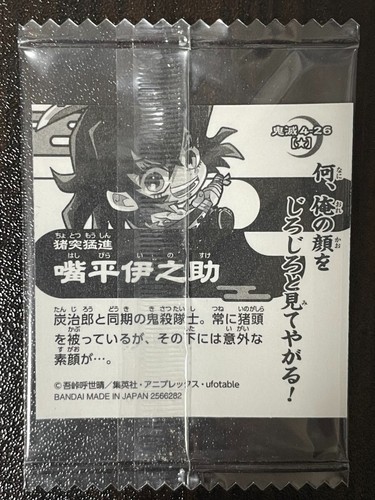 鬼滅4-26
[六]
何、俺の顔を
じろじろと見てやがる!
猪突猛進
嘴平伊之助
炭治郎と同期の鬼殺隊士。常に猪頭
を被っているが、その下には意外な
素顔が…。
©吾峠呼世晴/集英社・アニプレックス・ufotable
BANDAI MADE IN JAPAN 2566282